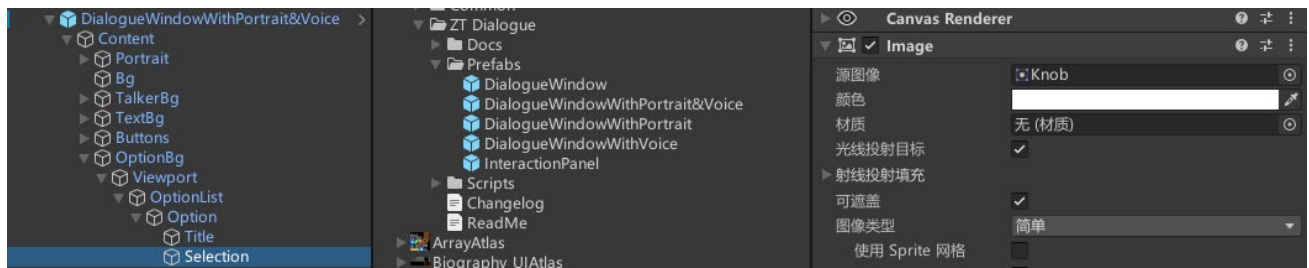 DialogueWindowWithPortrait&Voice
Content
Portrait
Bg
TalkerBg
TextBg
Buttons
OptionBg
Viewport
OptionList
Option
Title
Selection
ZT Dialogue
Docs
Prefabs
DialogueWindow
DialogueWindowWithPortrait&Voice
DialogueWindowWithPortrait
DialogueWindowWithVoice
InteractionPanel
Scripts
Changelog
ReadMe
ArrayAtlas
Biography_UIAtlas
Canvas Renderer
Image
源图像 Knob
颜色
材质 无 (材质)
光线投射目标
射线投射填充
可遮盖
图像类型 简单
使用 Sprite 网格